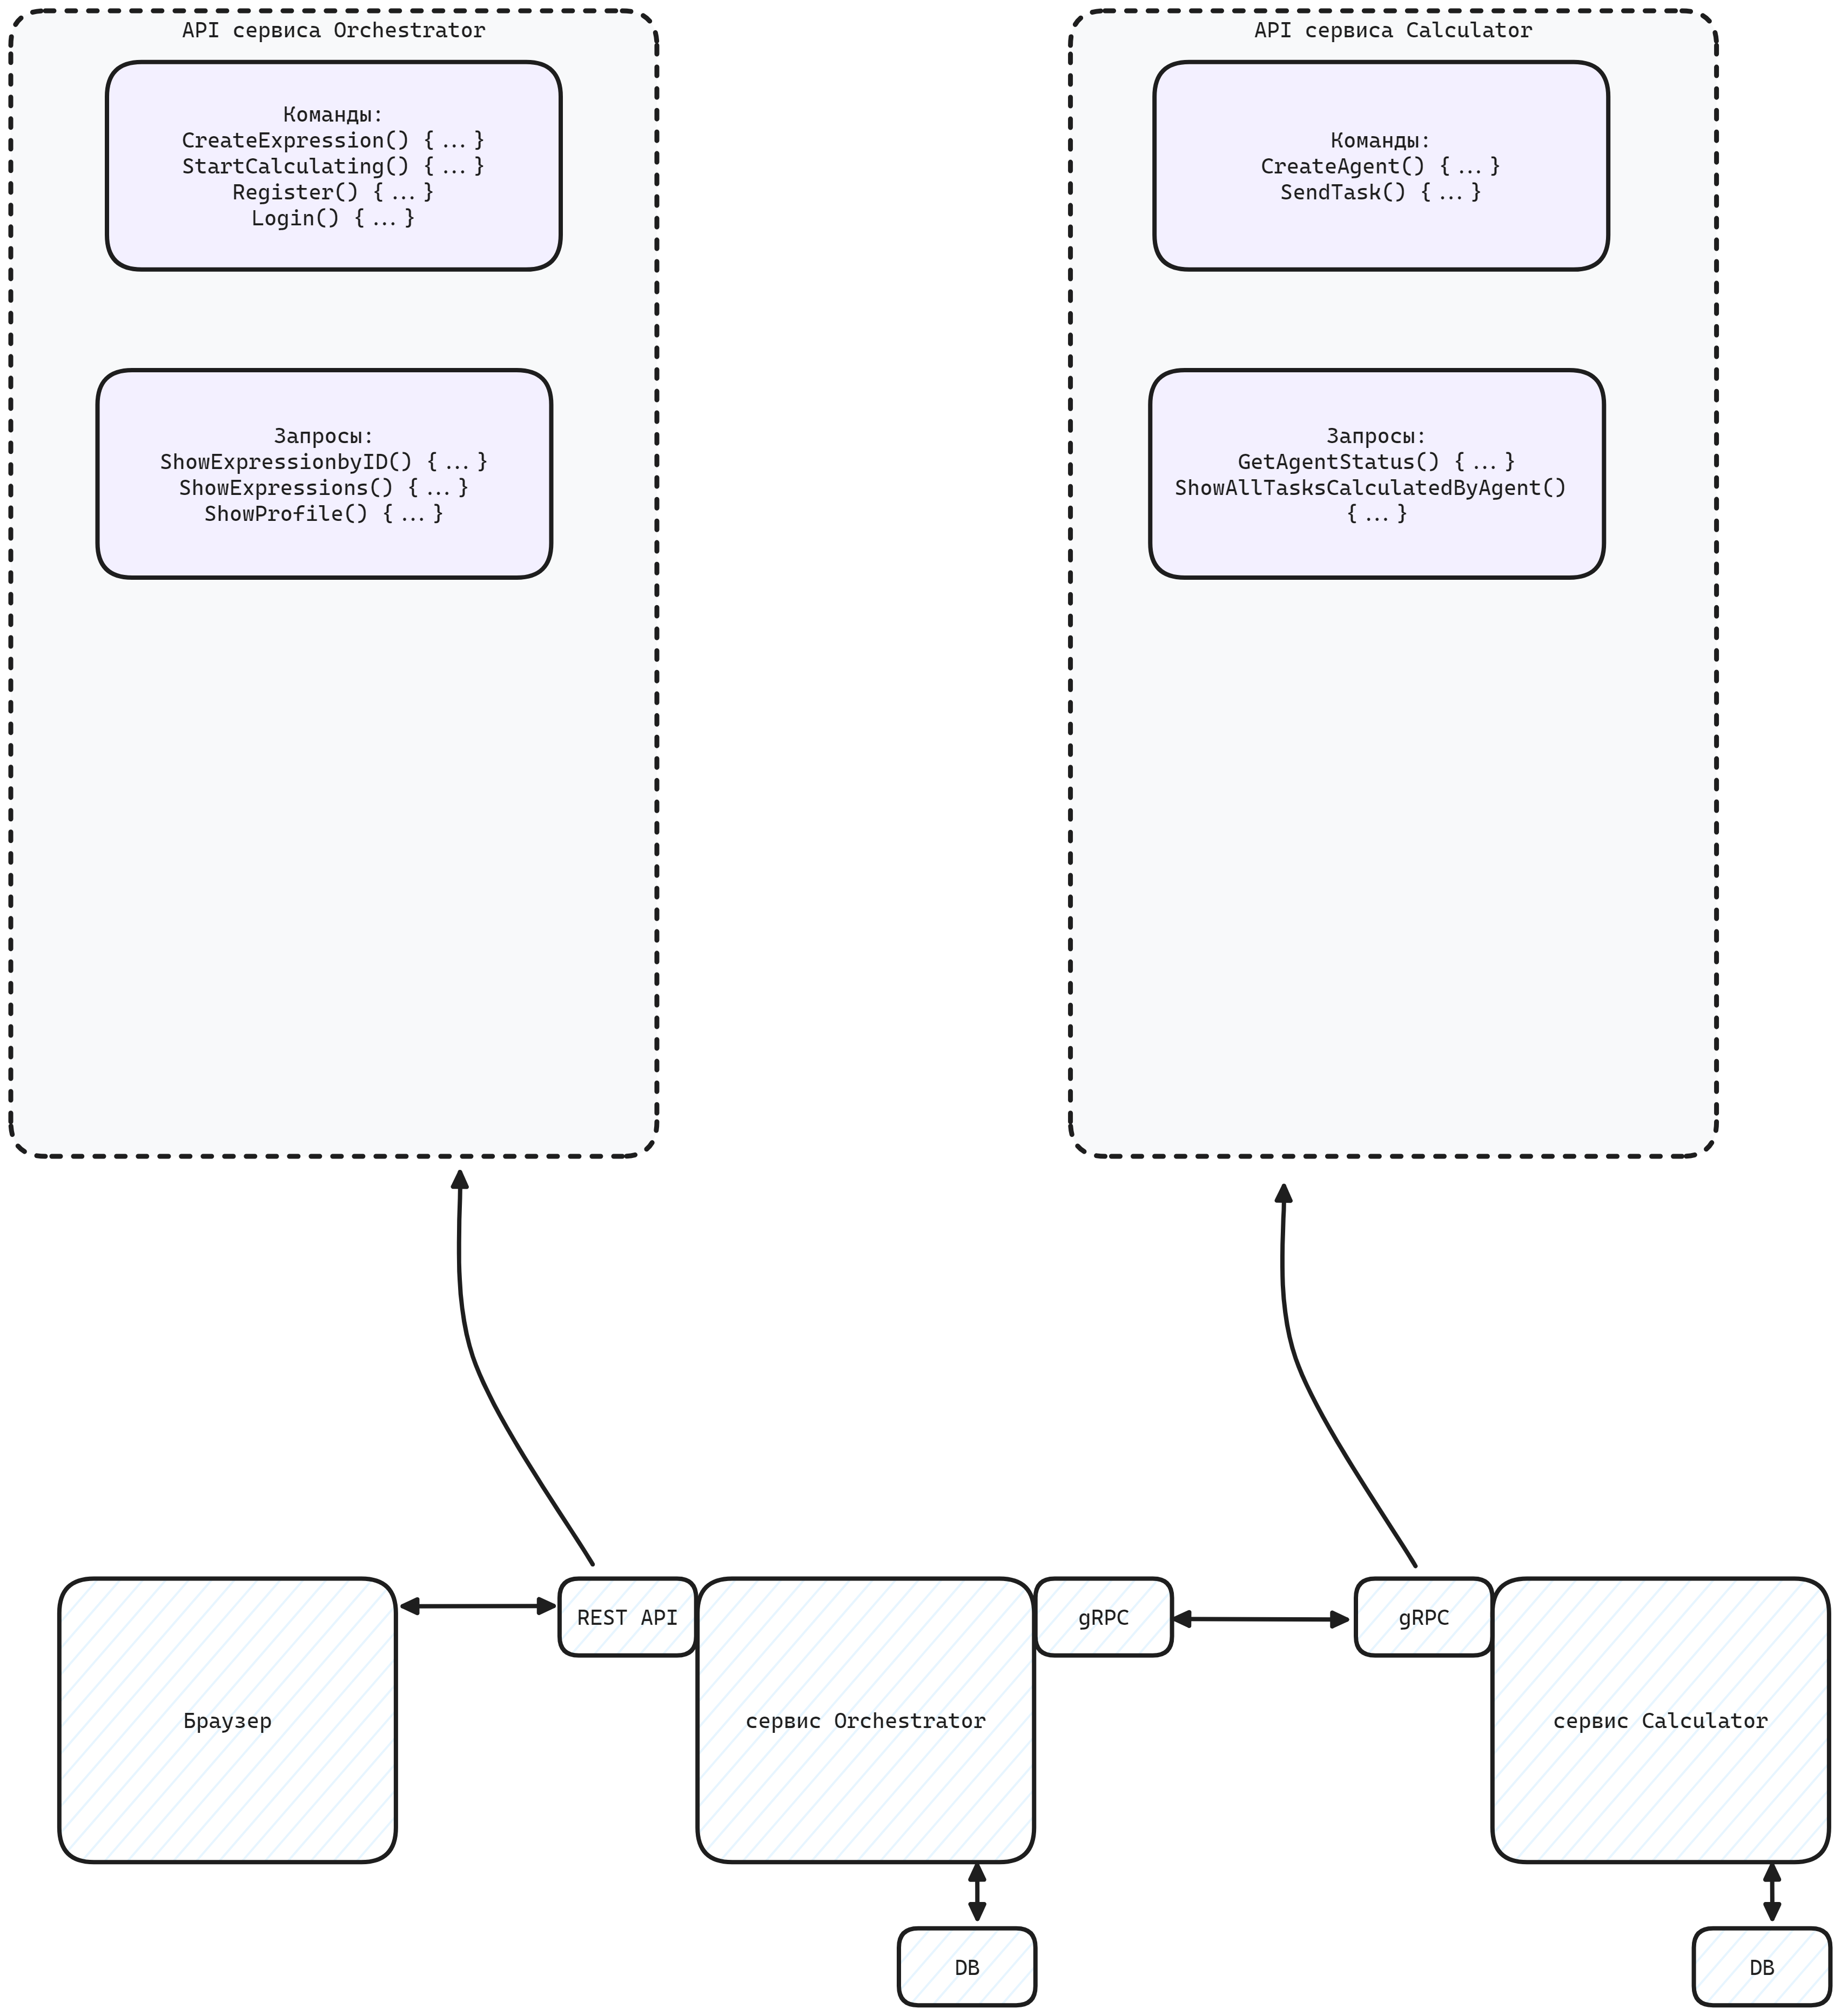 API сервиса Orchestrator
Команды:
CreateExpression() {...}
StartCalculating() {...}
Register() {...}
Login() {...}
Запросы:
ShowExpressionbyID() {...}
ShowExpressions() {...}
ShowProfile() {...}
API сервиса Calculator
Команды:
CreateAgent() {...}
SendTask() {...}
Запросы:
GetAgentStatus() {...}
ShowAllTasksCalculatedByAgent()
{...}
Браузер
REST API
сервис Orchestrator
gRPC
gRPC
сервис Calculator
DB
DB